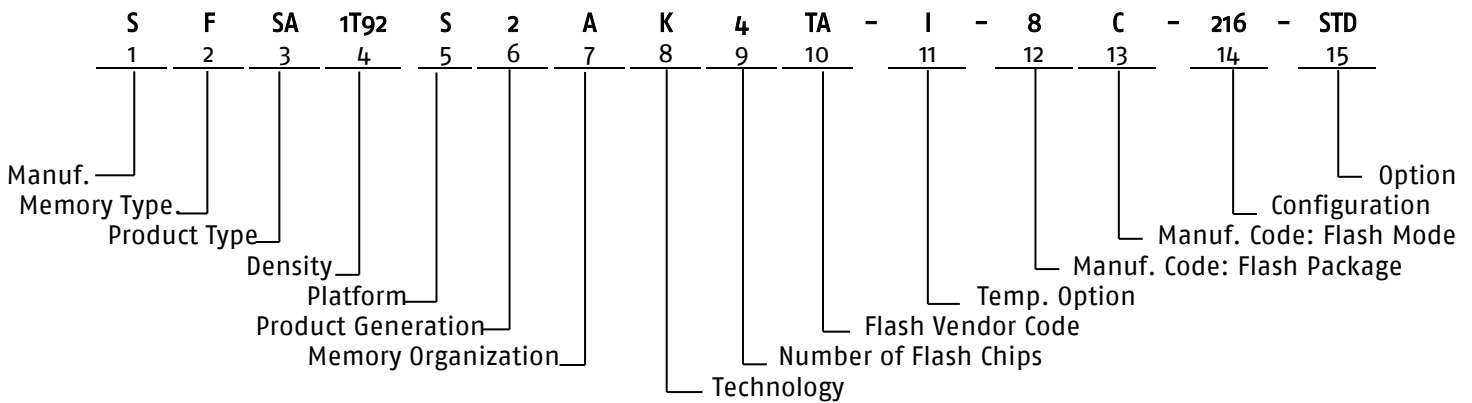 S F SA 1T92 S 2 A K 4 TA - I - 8 C - 216 - STD
1 2 3 4 5 6 7 8 9 10 11 12 13 14 15
Manuf. Option
Memory Type. Configuration
Product Type Manuf. Code: Flash Mode
Density Manuf. Code: Flash Package
Platform Temp. Option
Product Generation Flash Vendor Code
Memory Organization Number of Flash Chips
Technology